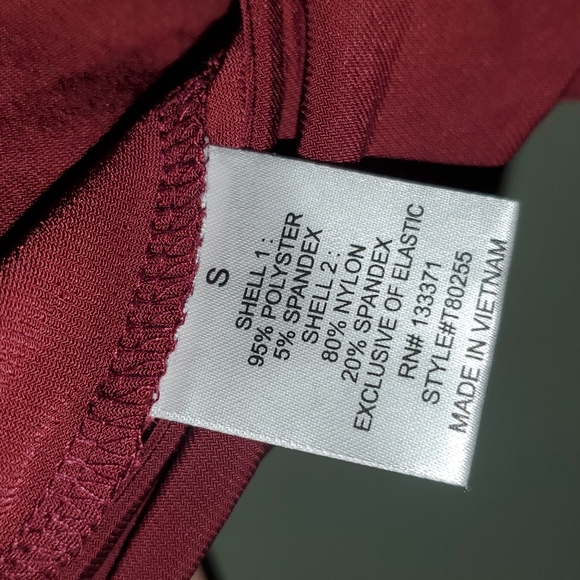 S
SHELL 1 :
95% POLYSTER
5% SPANDEX
SHELL 2 :
80% NYLON
20% SPANDEX
EXCLUSIVE OF ELASTIC
RN# 133371
STYLE#T80255
MADE IN VIETNAM